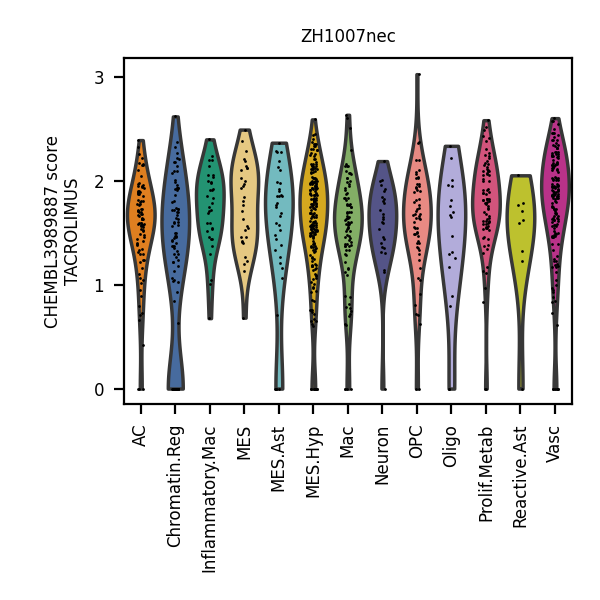 ZH1007nec
CHEMBL3989887 score
TACROLIMUS
3
2
1
0
AC
Chromatin.Reg
Inflammatory.Mac
MES
MES.Ast
MES.Hyp
Mac
Neuron
OPC
Oligo
Prolif.Metab
Reactive.Ast
Vasc